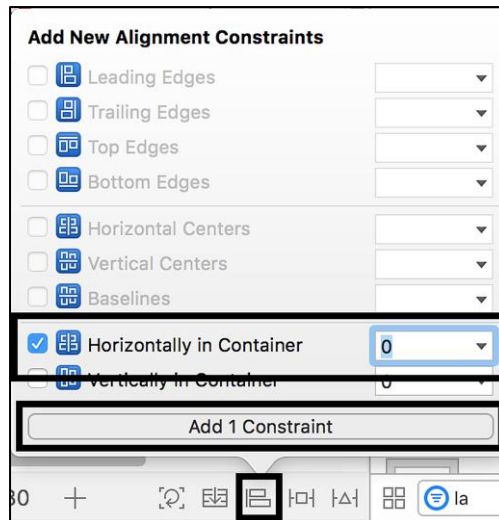 Add New Alignment Constraints
Leading Edges
Trailing Edges
Top Edges
Bottom Edges
Horizontal Centers
Vertical Centers
Baselines
Horizontally in Container 0
Vertically in Container 0
Add 1 Constraint
30 la